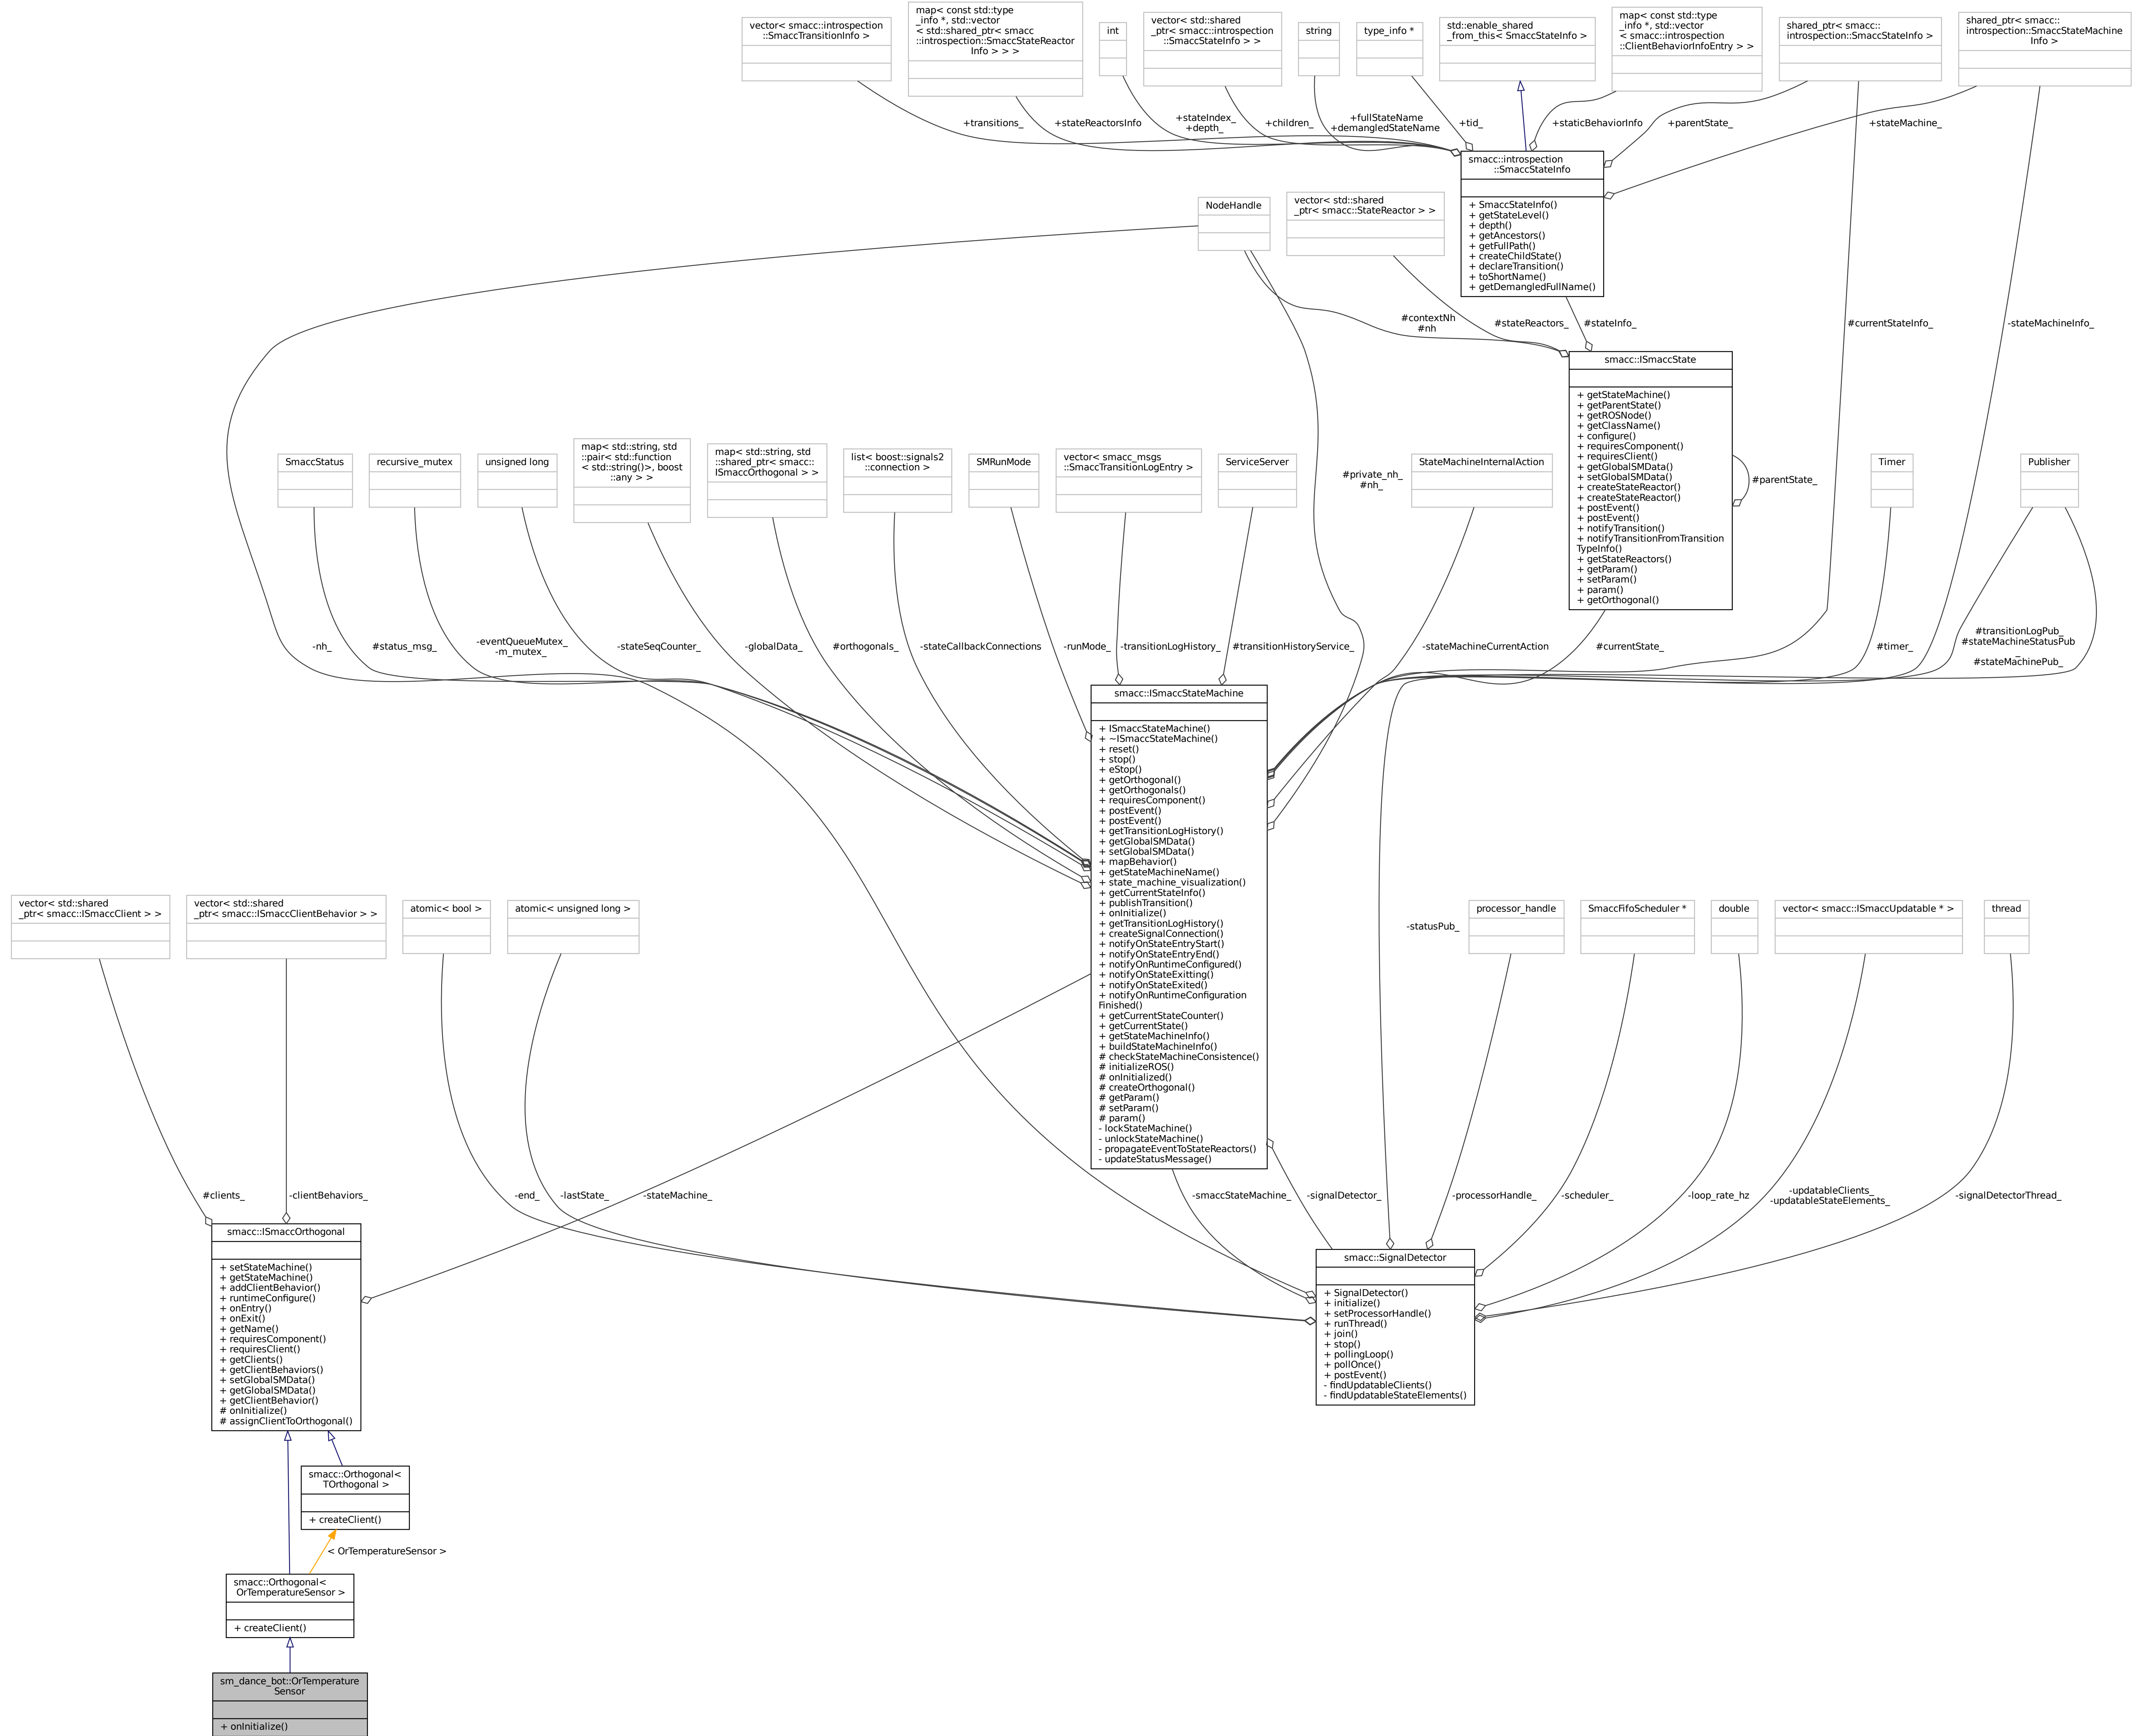 vector< smacc::introspection
::SmaccTransitionInfo >
map< const std::type
_info *, std::vector
< std::shared_ptr< smacc
::introspection::SmaccStateReactor
Info > > >
int
vector< std::shared
_ptr< smacc::introspection
::SmaccStateInfo > >
string
type_info *
std::enable_shared
_from_this< SmaccStateInfo >
map< const std::type
_info *, std::vector
< smacc::introspection
::ClientBehaviorInfoEntry > >
shared_ptr< smacc::
introspection::SmaccStateInfo >
shared_ptr< smacc::
introspection::SmaccStateMachine
Info >
+transitions_
+stateReactorsInfo
+stateIndex_
+depth_
+children_
+fullStateName
+demangledStateName
+tid_
+staticBehaviorInfo
+parentState_
+stateMachine_
smacc::introspection
::SmaccStateInfo
+ SmaccStateInfo()
+ getStateLevel()
+ depth()
+ getAncestors()
+ getFullPath()
+ createChildState()
+ declareTransition()
+ toShortName()
+ getDemangledFullName()
NodeHandle
vector< std::shared
_ptr< smacc::StateReactor > >
#contextNh
#nh
#stateReactors_
#stateInfo_
#currentStateInfo_
-stateMachineInfo_
smacc::ISmaccState
+ getStateMachine()
+ getParentState()
+ getROSNode()
+ getClassName()
+ configure()
+ requiresComponent()
+ requiresClient()
+ getGlobalSMData()
+ setGlobalSMData()
+ createStateReactor()
+ createStateReactor()
+ postEvent()
+ postEvent()
+ notifyTransition()
+ notifyTransitionFromTransition
TypeInfo()
+ getStateReactors()
+ getParam()
+ setParam()
+ param()
+ getOrthogonal()
#parentState_
SmaccStatus
recursive_mutex
unsigned long
map< std::string, std
::pair< std::function
< std::string()>, boost
::any > >
map< std::string, std
::shared_ptr< smacc::
ISmaccOrthogonal > >
list< boost::signals2
::connection >
SMRunMode
vector< smacc_msgs
::SmaccTransitionLogEntry >
ServiceServer
#private_nh_
#nh_
StateMachineInternalAction
Timer
Publisher
-nh_
#status_msg_
-eventQueueMutex_
-m_mutex_
-stateSeqCounter_
-globalData_
#orthogonals_
-stateCallbackConnections
-runMode_
-transitionLogHistory_
#transitionHistoryService_
-stateMachineCurrentAction
#currentState_
#timer_
#transitionLogPub_
#stateMachineStatusPub
_
#stateMachinePub_
smacc::ISmaccStateMachine
+ ISmaccStateMachine()
+ ~ISmaccStateMachine()
+ reset()
+ stop()
+ eStop()
+ getOrthogonal()
+ getOrthogonals()
+ requiresComponent()
+ postEvent()
+ postEvent()
+ getTransitionLogHistory()
+ getGlobalSMData()
+ setGlobalSMData()
+ mapBehavior()
+ getStateMachineName()
+ state_machine_visualization()
+ getCurrentStateInfo()
+ publishTransition()
+ onInitialize()
+ getTransitionLogHistory()
+ createSignalConnection()
+ notifyOnStateEntryStart()
+ notifyOnStateEntryEnd()
+ notifyOnRuntimeConfigured()
+ notifyOnStateExitting()
+ notifyOnStateExited()
+ notifyOnRuntimeConfiguration
Finished()
+ getCurrentStateCounter()
+ getCurrentState()
+ getStateMachineInfo()
+ buildStateMachineInfo()
# checkStateMachineConsistence()
# initializeROS()
# onInitialized()
# createOrthogonal()
# getParam()
# setParam()
# param()
- lockStateMachine()
- unlockStateMachine()
- propagateEventToStateReactors()
- updateStatusMessage()
vector< std::shared
_ptr< smacc::ISmaccClient > >
vector< std::shared
_ptr< smacc::ISmaccClientBehavior > >
atomic< bool >
atomic< unsigned long >
-statusPub_
processor_handle
SmaccFifoScheduler *
double
vector< smacc::ISmaccUpdatable * >
thread
#clients_
-clientBehaviors_
-end_
-lastState_
-stateMachine_
-smaccStateMachine_
-signalDetector_
-processorHandle_
-scheduler_
-loop_rate_hz
-updatableClients_
-updatableStateElements_
-signalDetectorThread_
smacc::ISmaccOrthogonal
+ setStateMachine()
+ getStateMachine()
+ addClientBehavior()
+ runtimeConfigure()
+ onEntry()
+ onExit()
+ getName()
+ requiresComponent()
+ requiresClient()
+ getClients()
+ getClientBehaviors()
+ setGlobalSMData()
+ getGlobalSMData()
+ getClientBehavior()
# onInitialize()
# assignClientToOrthogonal()
smacc::SignalDetector
+ SignalDetector()
+ initialize()
+ setProcessorHandle()
+ runThread()
+ join()
+ stop()
+ pollingLoop()
+ pollOnce()
+ postEvent()
- findUpdatableClients()
- findUpdatableStateElements()
smacc::Orthogonal<
TOrthogonal >
+ createClient()
< OrTemperatureSensor >
smacc::Orthogonal<
OrTemperatureSensor >
+ createClient()
sm_dance_bot::OrTemperature
Sensor
+ onInitialize()